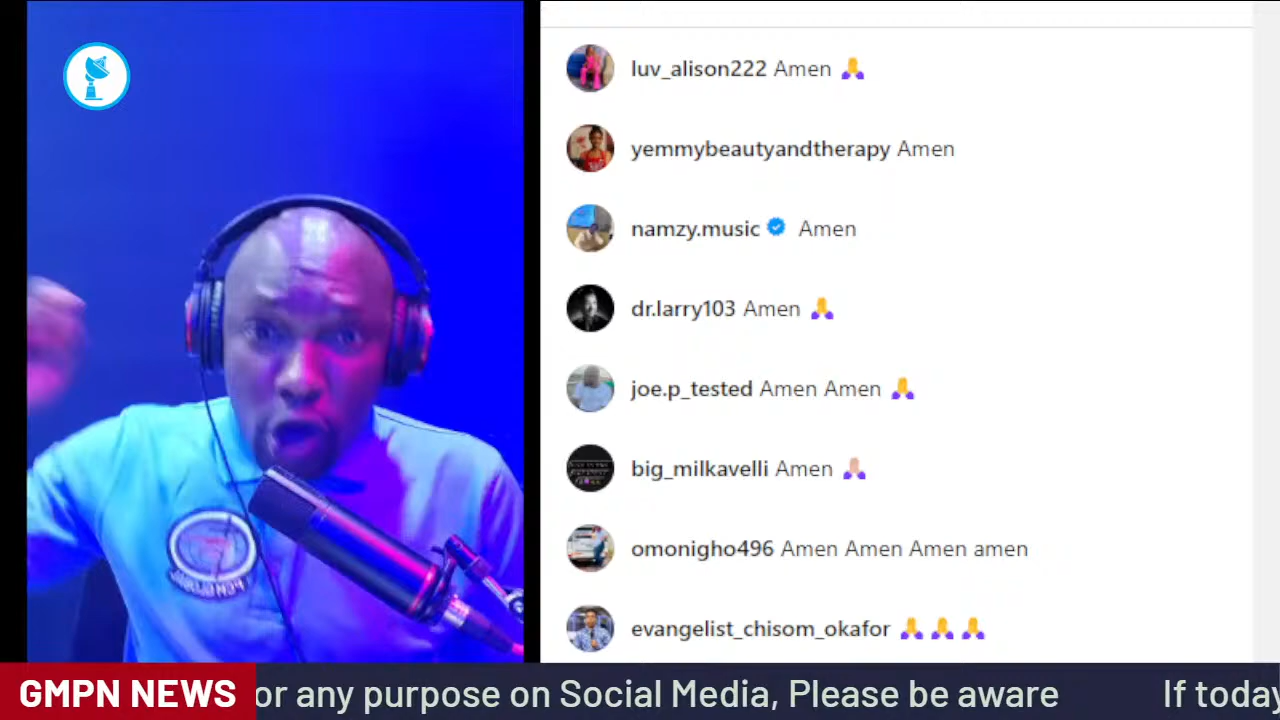 luv_alison222 Amen 🙏
yemmybeautyandtherapy Amen
namzy.music Amen
dr.larry103 Amen 🙏
joe.p_tested Amen Amen 🙏
big_milkavelli Amen 🙏🏼
omonigho496 Amen Amen Amen amen
evangelist_chisom_okafor 🙏🙏🙏
GMPN NEWS or any purpose on Social Media, Please be aware If today